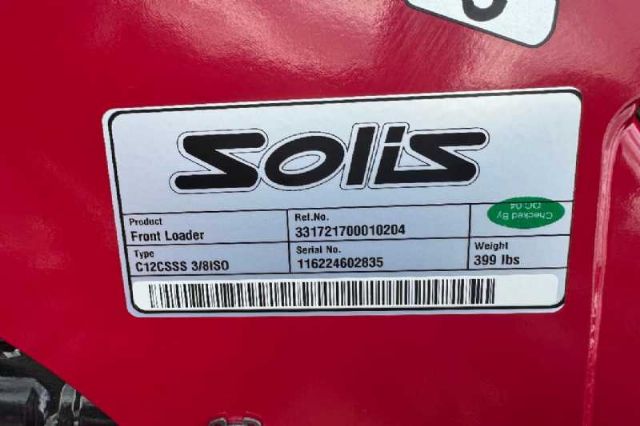 SOLIS
Product
Front Loader
Ref.No.
331721700010204
Checked By
QC:04
Type
C12CSSS 3/8ISO
Serial No.
116224602835
Weight
399 lbs